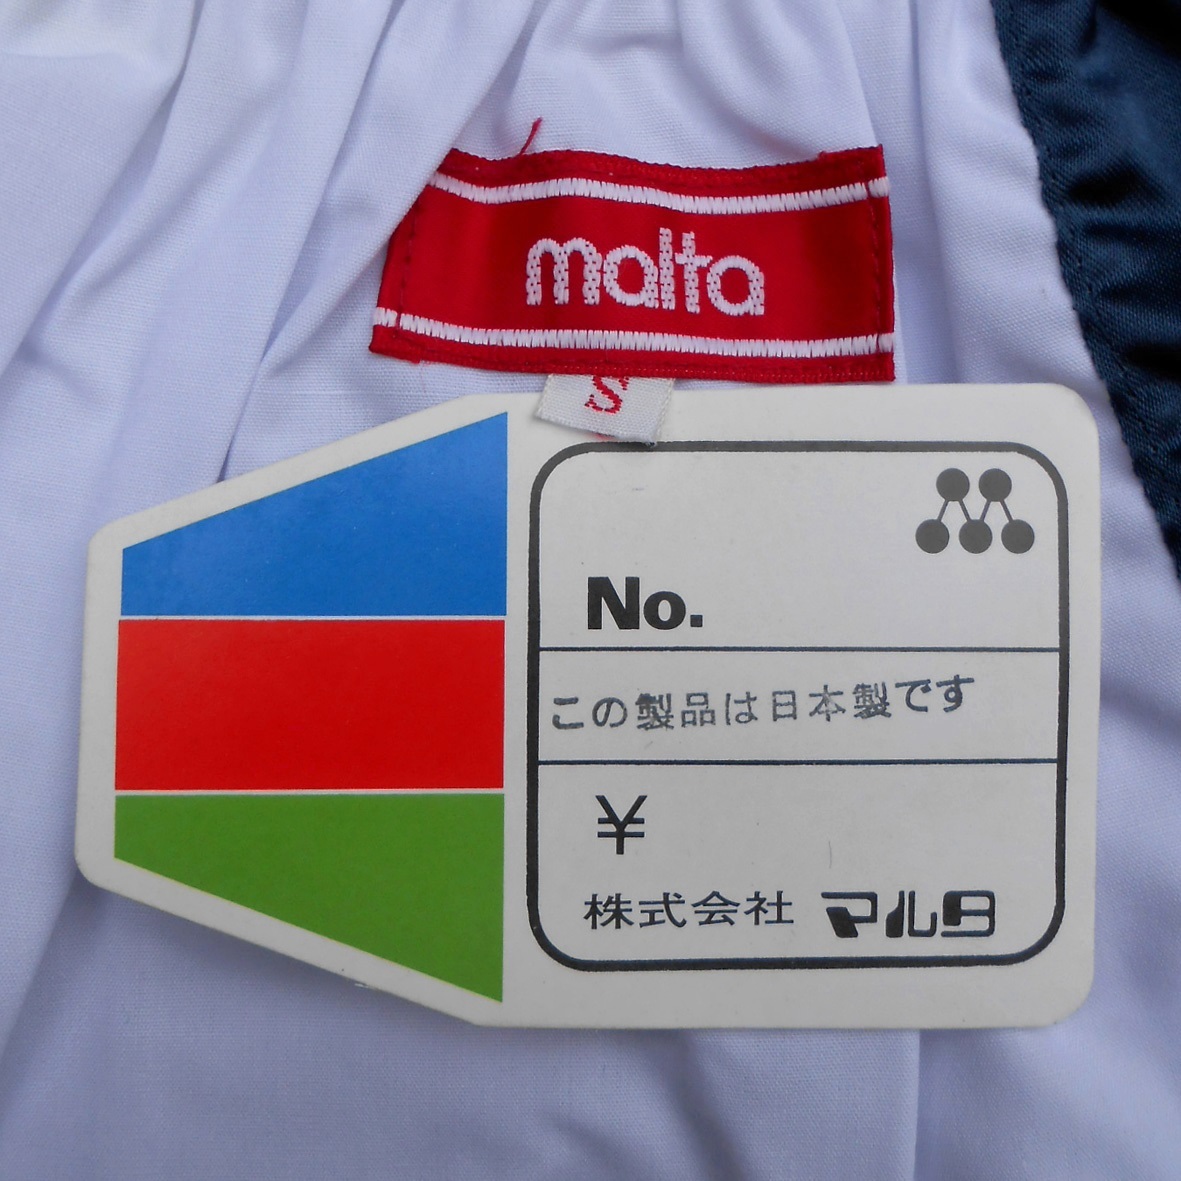 malta
S
No.
この製品は日本製です
¥
株式会社 マルタ